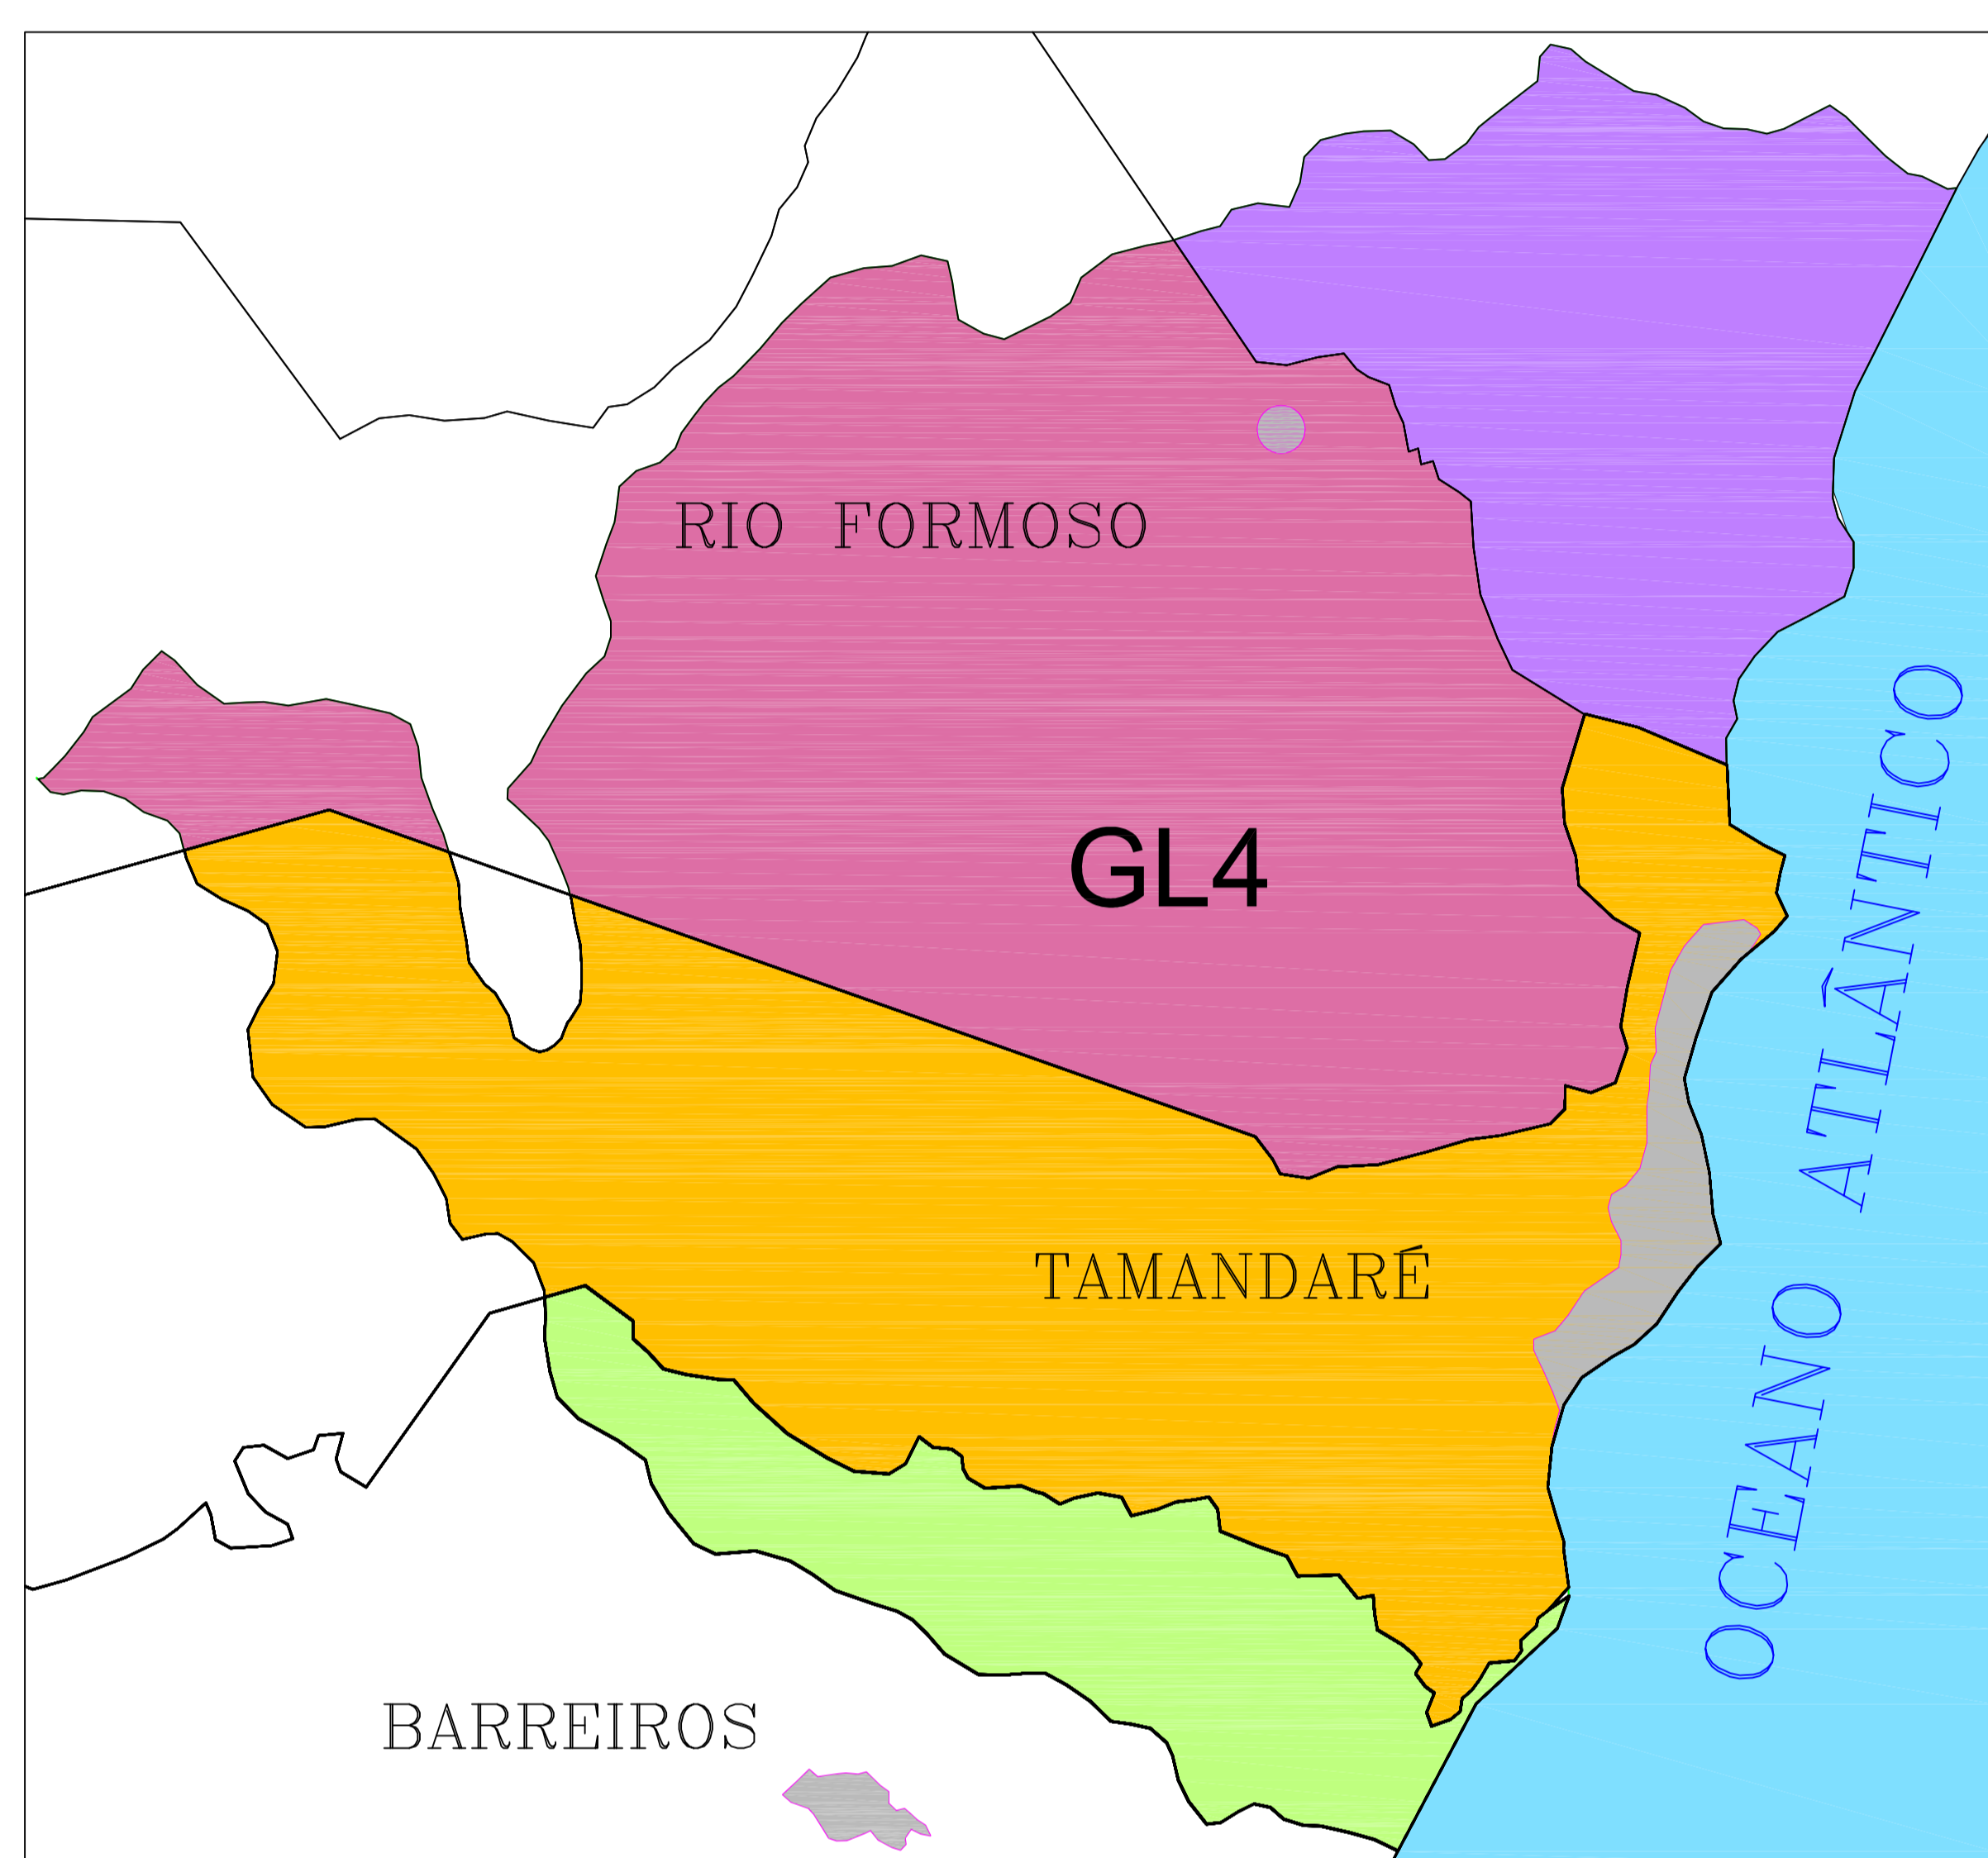 RIO FORMOSO
GL4
TAMANDARÉ
BARREIROS
OCEANO ATLÂNTICO